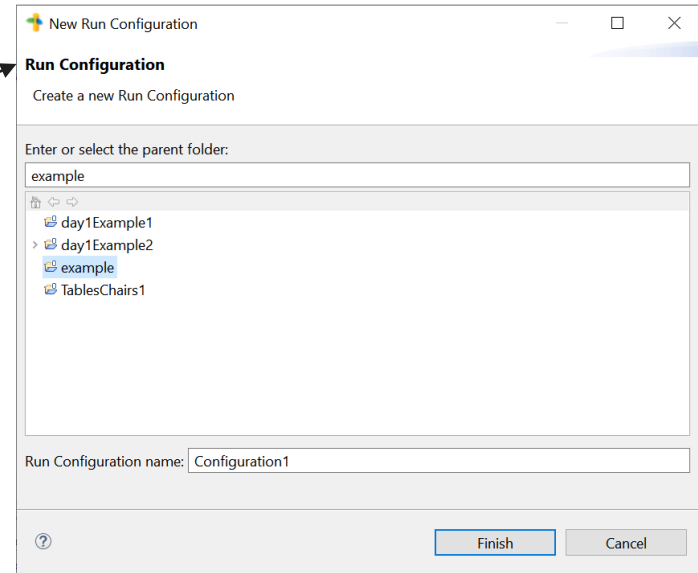 New Run Configuration
Run Configuration
Create a new Run Configuration
Enter or select the parent folder:
example
day1Example1
day1Example2
example
TablesChairs1
Run Configuration name: Configuration1
Finish Cancel